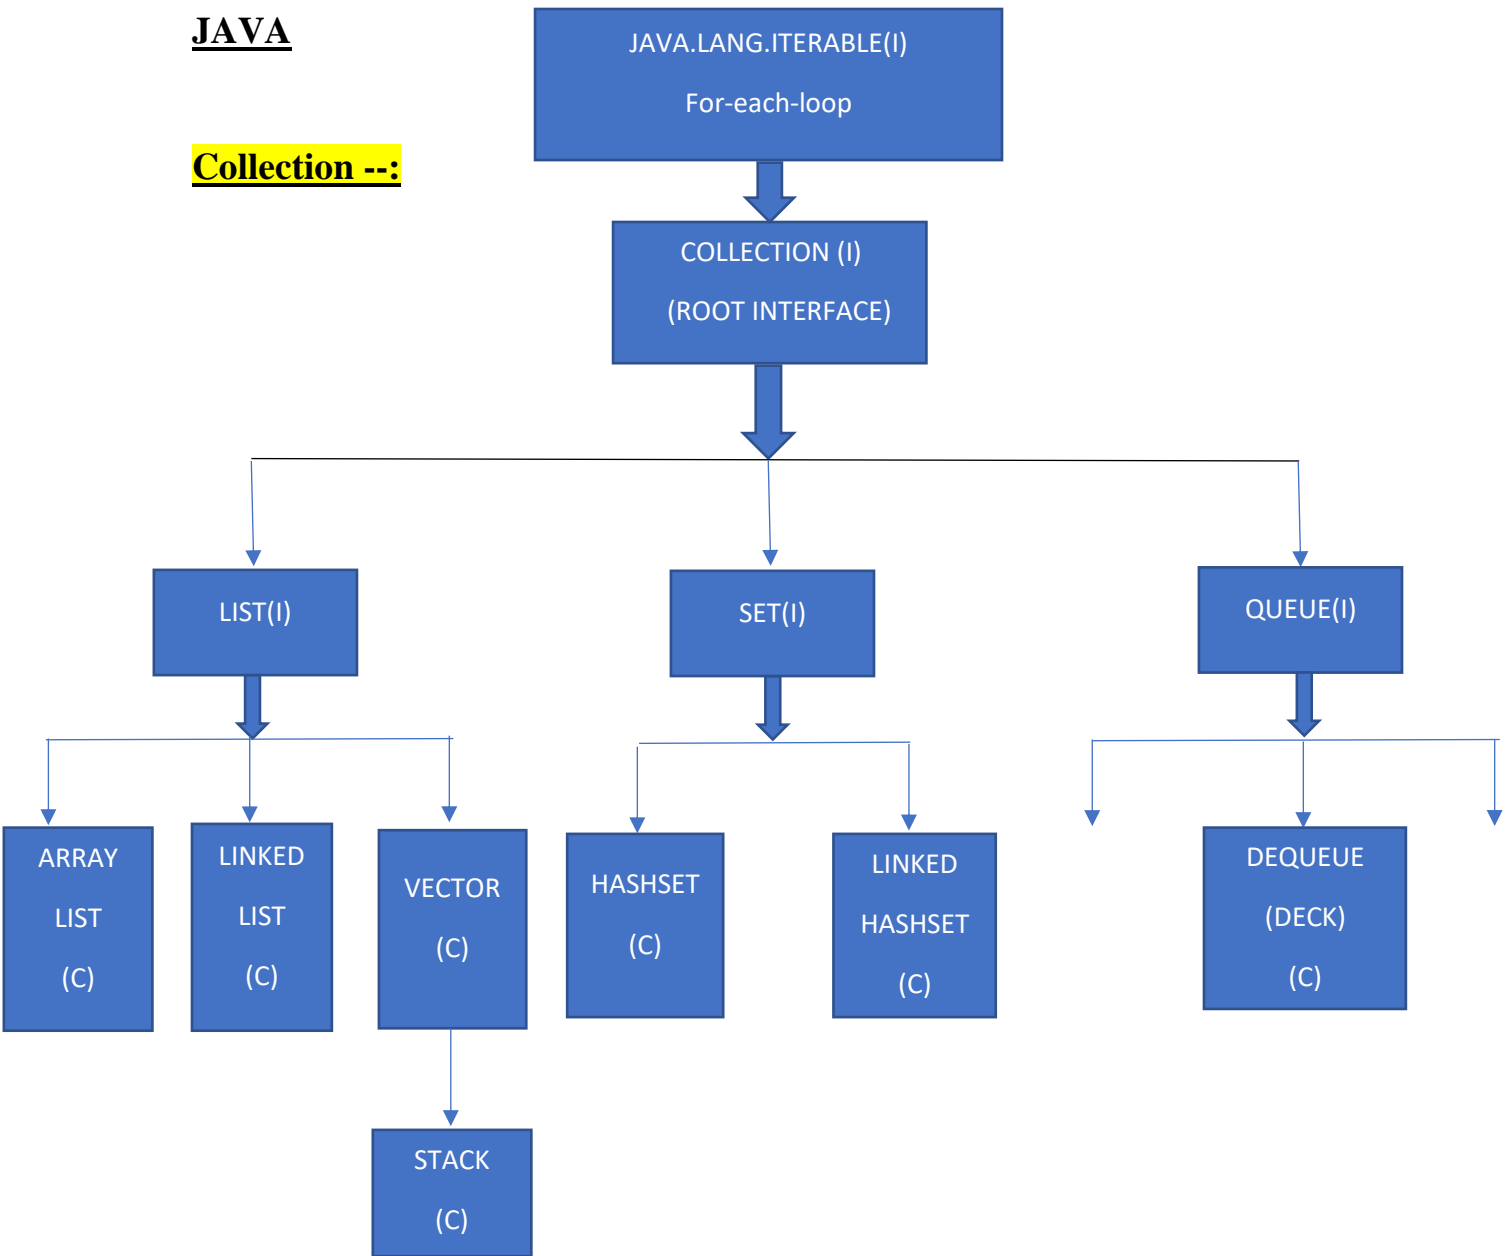 JAVA
JAVA.LANG.ITERABLE(I)
For-each-loop
Collection --:
COLLECTION (I)
(ROOT INTERFACE)
LIST(I)
SET(I)
QUEUE(I)
ARRAY
LIST
(C)
LINKED
LIST
(C)
VECTOR
(C)
HASHSET
(C)
LINKED
HASHSET
(C)
DEQUEUE
(DECK)
(C)
STACK
(C)